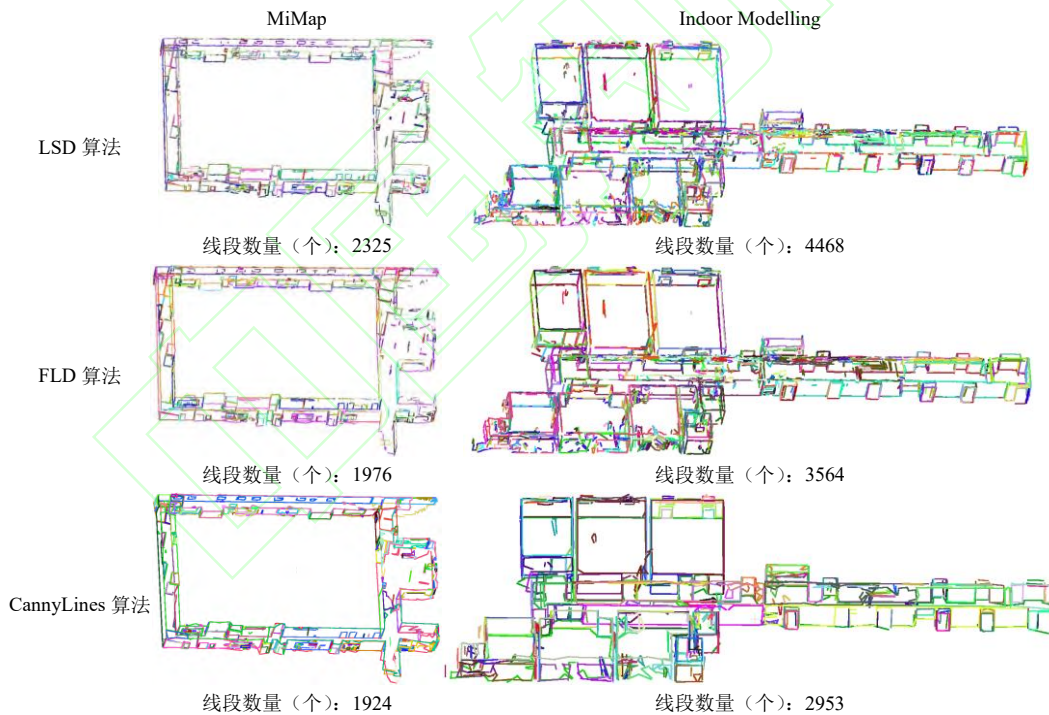 MiMap Indoor Modelling
LSD 算法
线段数量（个）：2325 线段数量（个）：4468
FLD 算法
线段数量（个）：1976 线段数量（个）：3564
CannyLines 算法
线段数量（个）：1924 线段数量（个）：2953